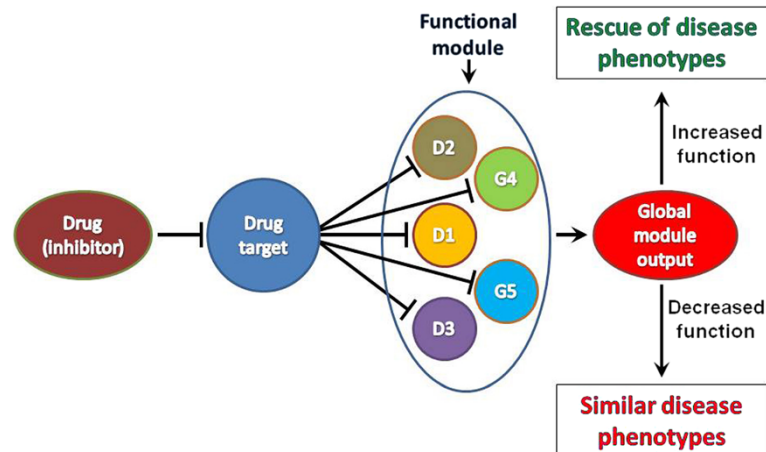 Functional
module
Rescue of disease
phenotypes
D2
G4
Increased
function
Drug
(inhibitor)
Drug
target
D1
Global
module
output
G5
D3
Decreased
function
Similar disease
phenotypes